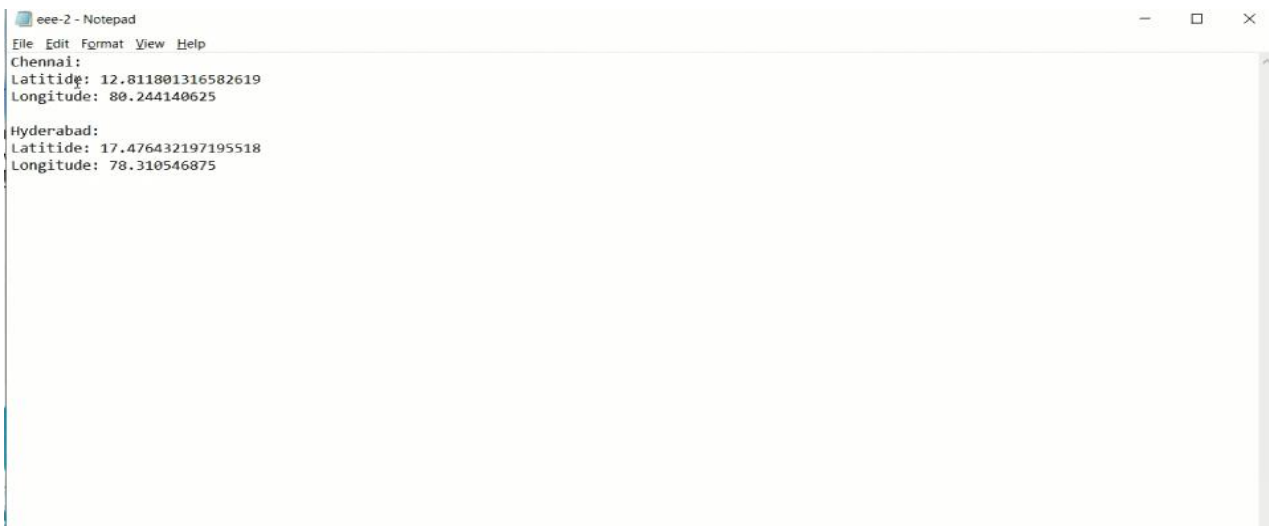 eee-2 - Notepad
File Edit Format View Help
Chennai:
Latitide: 12.811801316582619
Longitude: 80.244140625
Hyderabad:
Latitide: 17.476432197195518
Longitude: 78.310546875